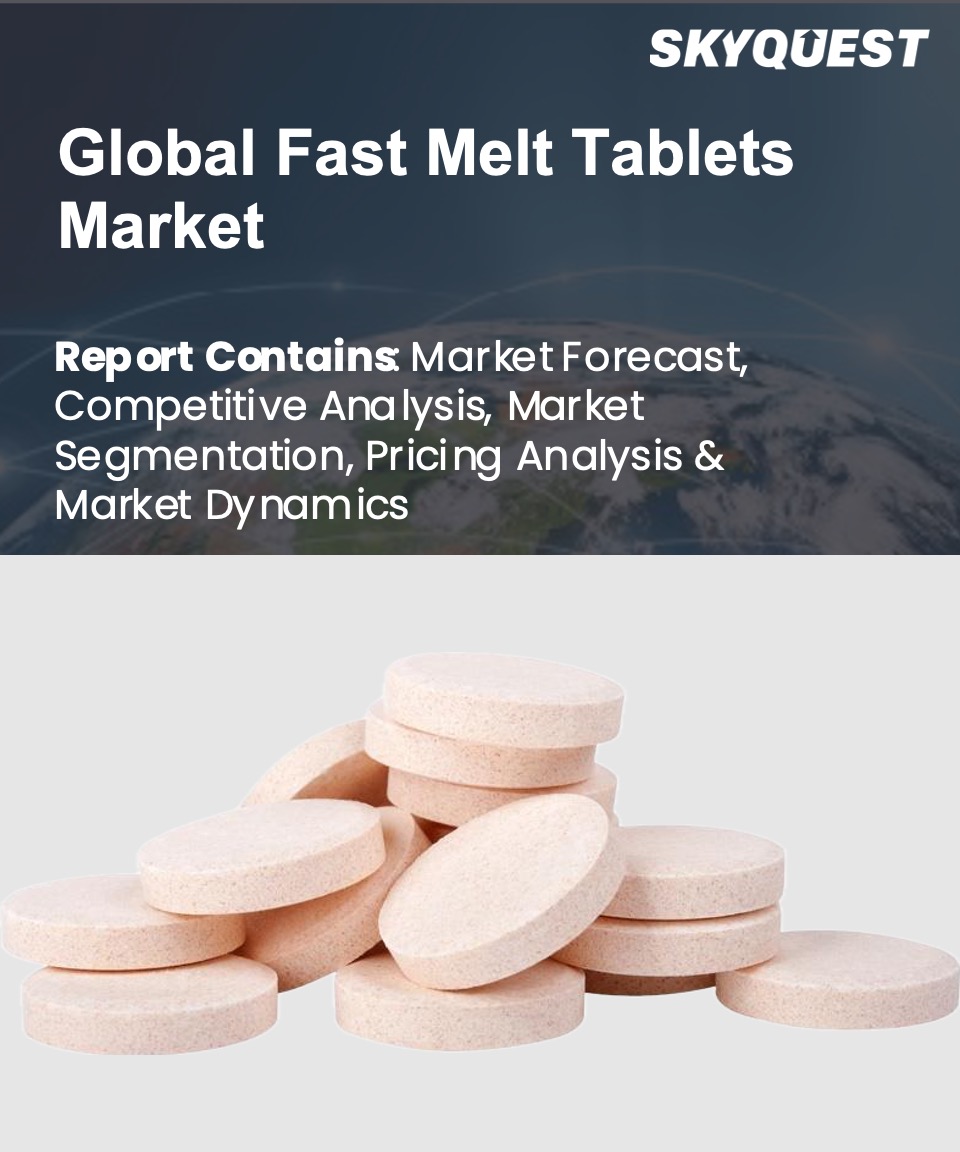 SKYQUEST
Global Fast Melt Tablets
Market
Report Contains: Market Forecast,
Competitive Analysis, Market
Segmentation, Pricing Analysis &
Market Dynamics